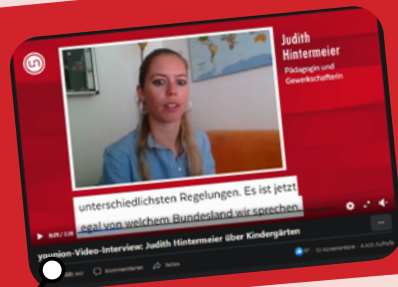 Judith
Hintermeier
Pädagogin und
Gewerkschafterin
unterschiedlichsten Regelungen. Es ist jetzt
egal von welchem Bundesland wir sprechen,
younion-Video-Interview: Judith Hintermeier über Kindergärten
kommentieren
Teilen